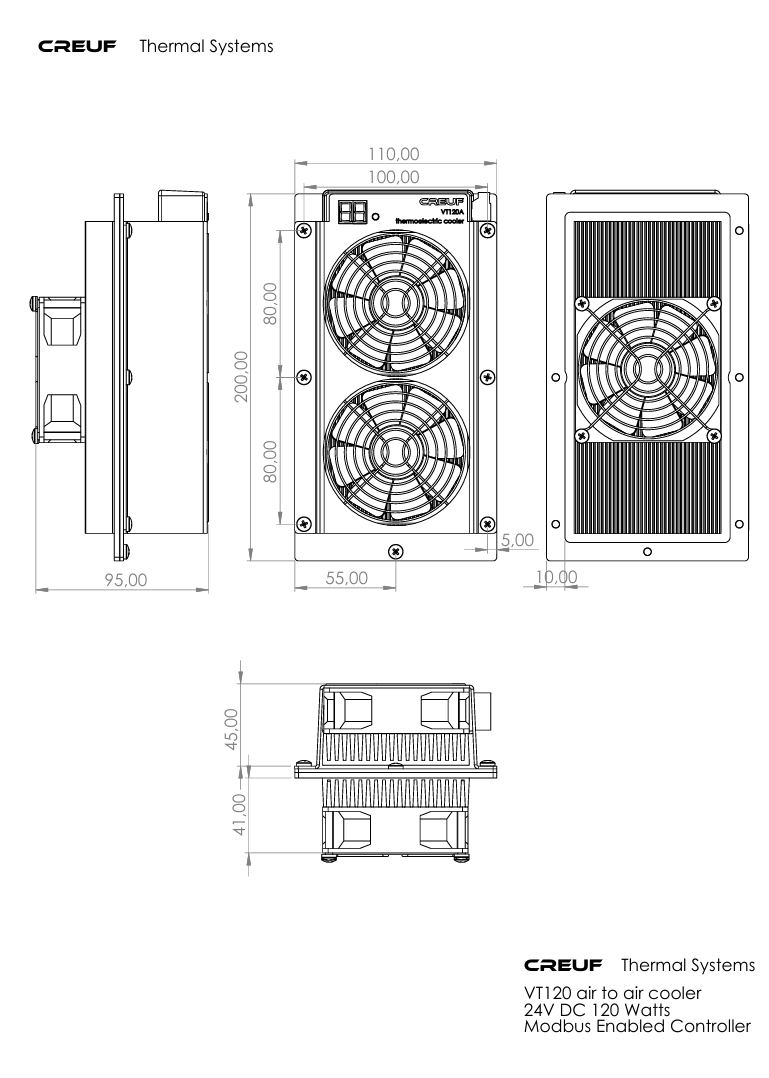 CREUF Thermal Systems
110,00
100,00
CREUF
VT120A
thermoelectric cooler
80,00
200,00
80,00
5,00
95,00
55,00
10,00
45,00
41,00
CREUF Thermal Systems
VT120 air to air cooler
24V DC 120 Watts
Modbus Enabled Controller